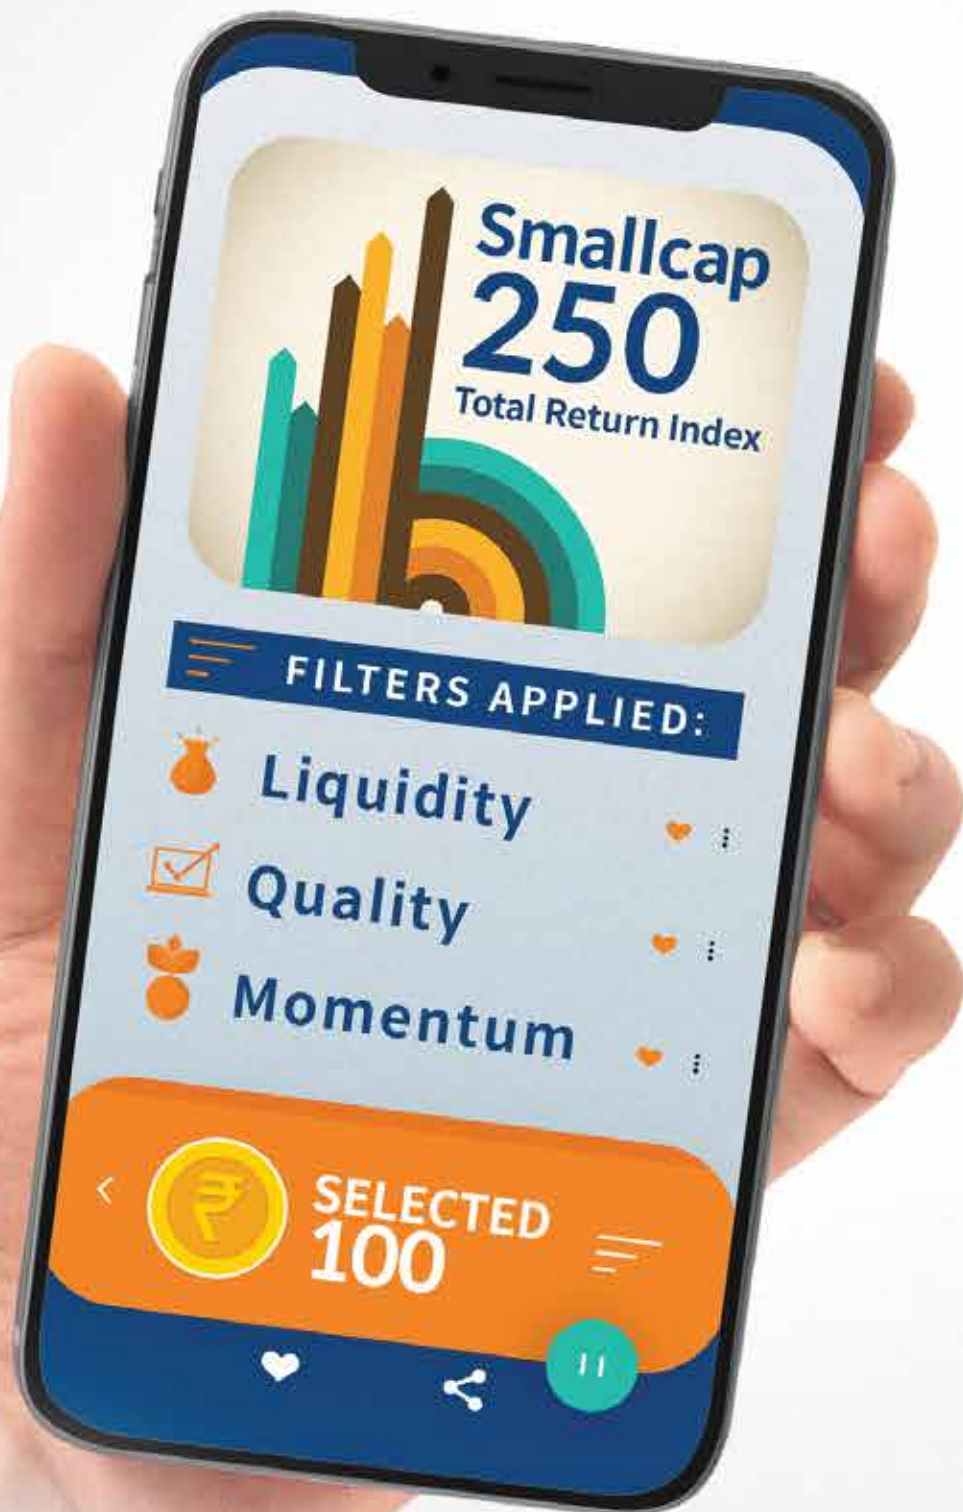 Smallcap
250
Total Return Index
FILTERS APPLIED:
Liquidity
Quality
Momentum
₹
SELECTED
100